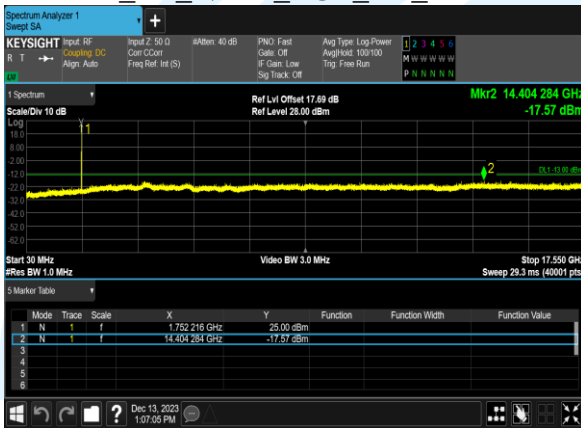 Spectrum Analyzer 1
Swept SA
KEYSIGHT Input: RF Input Z: 50 Ω #Atten: 40 dB PNO: Fast Avg Type: Log-Power 1 2 3 4 5 6
R T Coupling: DC Corr CCorr Gate: Off Avg|Hold: 100/100 M W W W W W
Align: Auto Freq Ref: Int (S) IF Gain: Low Trig: Free Run
LV Sig Track: Off P N N N N N
1 Spectrum Ref Lvl Offset 17.69 dB Mkr2 14.404 284 GHz
Scale/Div 10 dB Ref Level 28.00 dBm -17.57 dBm
Log
1
18.0
8.00
-2.00
2
-12.0 DL1 -13.00 dBm
-22.0
-32.0
-42.0
-52.0
-62.0
Start 30 MHz Video BW 3.0 MHz Stop 17.550 GHz
#Res BW 1.0 MHz Sweep 29.3 ms (40001 pts
5 Marker Table
Mode Trace Scale X Y Function Function Width Function Value
1 N 1 f 1.752 216 GHz 25.00 dBm
2 N 1 f 14.404 284 GHz -17.57 dBm
3
4
5
6
? Dec 13, 2023
1:07:05 PM